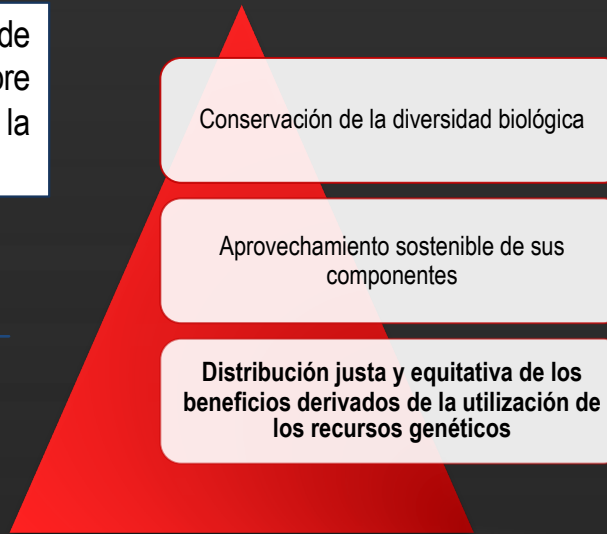 de
la
Conservación de la diversidad biológica
Aprovechamiento sostenible de sus
componentes
Distribución justa y equitativa de los
beneficios derivados de la utilización de
los recursos genéticos